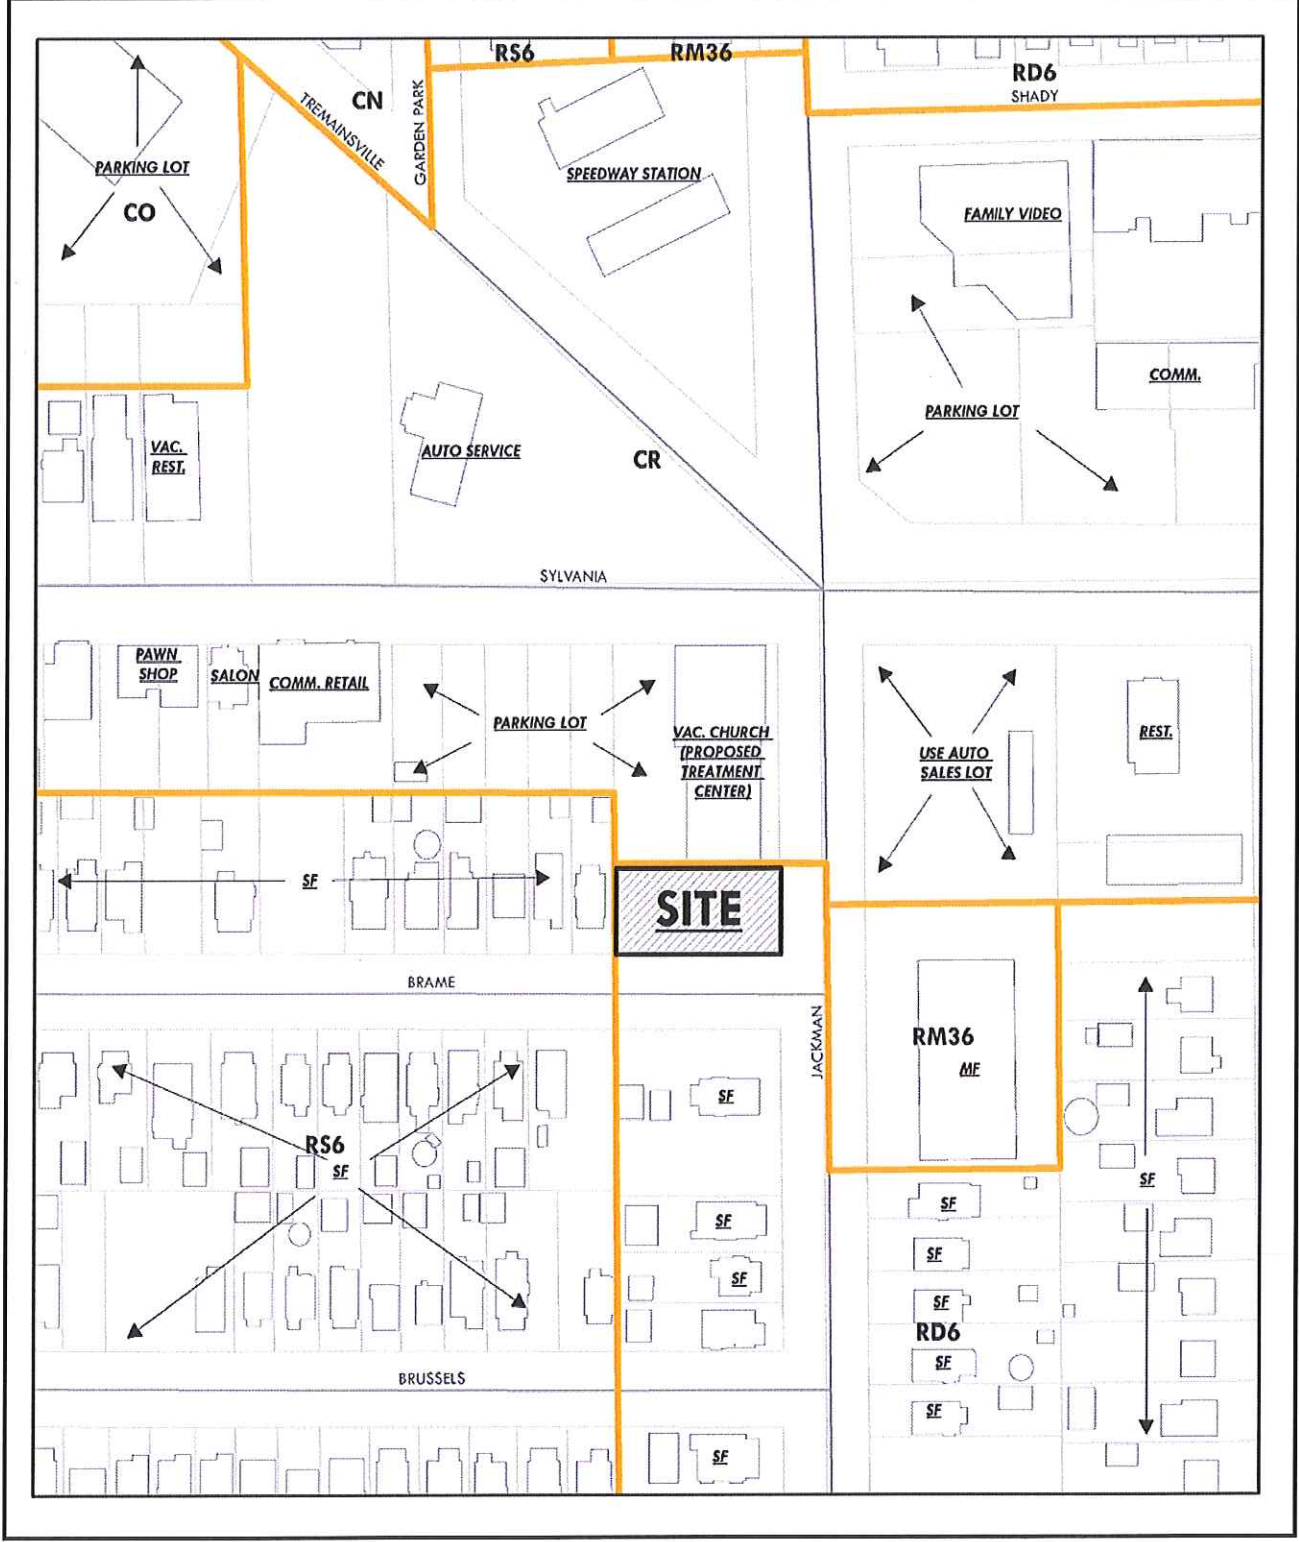 RS6
RM36
RD6
SHADY
CN
TREMAINSVILLE
GARDEN PARK
PARKING LOT
CO
SPEEDWAY STATION
FAMILY VIDEO
COMM.
PARKING LOT
VAC.
REST.
AUTO SERVICE
CR
SYLVANIA
PAWN
SHOP
SALON
COMM. RETAIL
PARKING LOT
VAC. CHURCH
(PROPOSED
TREATMENT
CENTER)
USE AUTO
SALES LOT
REST.
SF
SITE
BRAME
JACKMAN
RM36
MF
SF
RS6
SF
SF
SF
SF
SF
SF
SF
RD6
SF
SF
BRUSSELS
SF